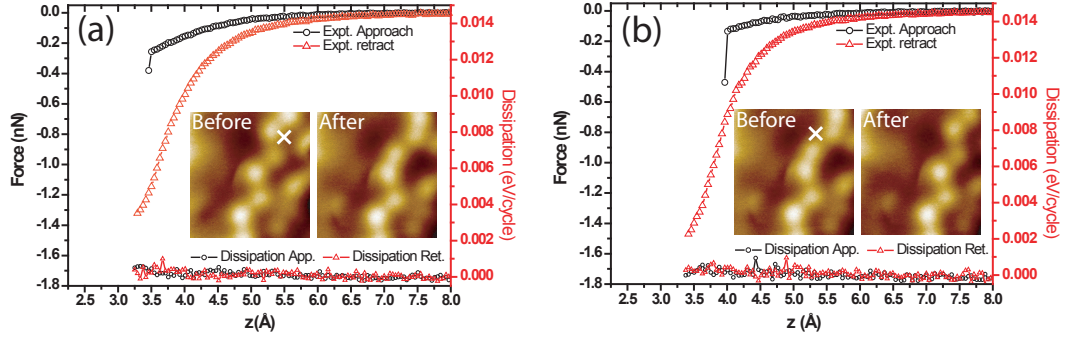 (a)
Expt. Approach
Expt. retract
Before
After
Dissipation App.
Dissipation Ret.
Force (nN)
0.0
-0.2
-0.4
-0.6
-0.8
-1.0
-1.2
-1.4
-1.6
-1.8
2.5 3.0 3.5 4.0 4.5 5.0 5.5 6.0 6.5 7.0 7.5 8.0
z (Å)
0.014
0.012
0.010
0.008
0.006
0.004
0.002
0.000
Dissipation (eV/cycle)
(b)
Expt. Approach
Expt. retract
Before
After
Dissipation App.
Dissipation Ret.
Force (nN)
0.0
-0.2
-0.4
-0.6
-0.8
-1.0
-1.2
-1.4
-1.6
-1.8
2.5 3.0 3.5 4.0 4.5 5.0 5.5 6.0 6.5 7.0 7.5 8.0
z (Å)
0.014
0.012
0.010
0.008
0.006
0.004
0.002
0.000
Dissipation (eV/cycle)